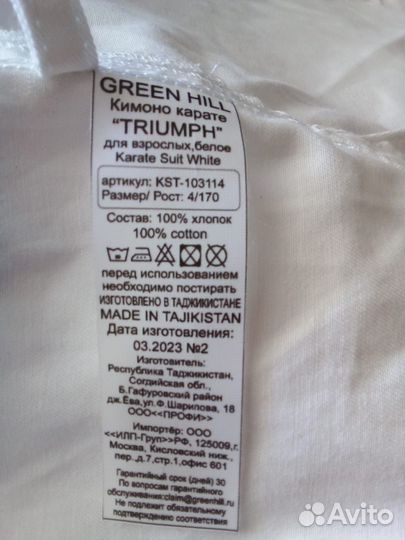 GREEN HILL
Кимоно карате
“TRIUMPH”
для взрослых,белое
Karate Suit White
артикул: KST-103114
Размер/ Рост: 4/170
Состав: 100% хлопок
100% cotton
перед использованием
необходимо постирать
ИЗГОТОВЛЕНО В ТАДЖИКИСТАНЕ
MADE IN TAJIKISTAN
Дата изготовления:
03.2023 №2
Изготовитель:
Республика Таджикистан,
Согдийская обл.,
Б.Гафуровский район
дж.Ёва,ул.Ф.Шарилова, 18
ООО<<ПРОФИ>>
Импортёр: ООО
<<ИЛП-Груп>>РФ, 125009,г.
Москва, Кисловский ниж.,
пер.,д.7,стр.1,офис 601
Гарантийный срок (дней) 30
По вопросам гарантийного
обслуживания:claim@greenhill.ru
Не подлежит обязательному
подтверждению соответствия
Avito